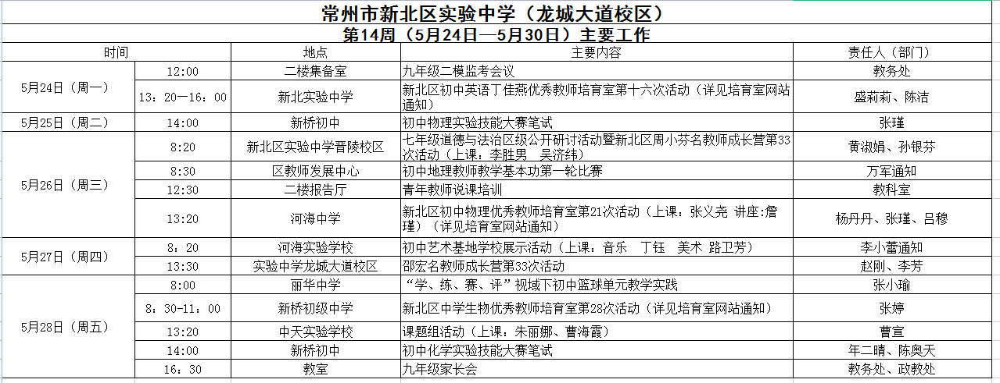 常州市新北区实验中学（龙城大道校区）
第14周（5月24日—5月30日）主要工作
时间 地点 主要内容 责任人（部门）
5月24日（周一） 12:00 二楼集备室 九年级二模监考会议 教务处
13：20—16：00 新北实验中学 新北区初中英语丁佳燕优秀教师培育室第十六次活动（详见培育室网站
通知） 盛莉莉、陈洁
5月25日（周二） 14:00 新桥初中 初中物理实验技能大赛笔试 张瑾
5月26日（周三） 8:20 新北区实验中学晋陵校区 七年级道德与法治区级公开研讨活动暨新北区周小芬名教师成长营第33
次活动（上课：李胜男 吴济纬） 黄淑娟、孙银芬
8:30 区教师发展中心 初中地理教师教学基本功第一轮比赛 万军通知
12:30 二楼报告厅 青年教师说课培训 教科室
13:20 河海中学 新北区初中物理优秀教师培育室第21次活动（上课：张义尧 讲座:詹
瑾）（详见培育室网站通知） 杨丹丹、张瑾、吕穆
5月27日（周四） 8：20 河海实验学校 初中艺术基地学校展示活动（上课：音乐 丁钰 美术 路卫芳） 李小蕾通知
13:30 实验中学龙城大道校区 邵宏名教师成长营第33次活动 赵刚、李芳
5月28日（周五） 8:00 丽华中学 “学、练、赛、评”视域下初中篮球单元教学实践 张小瑜
8：30-11：00 新桥初级中学 新北区中学生物优秀教师培育室第28次活动（详见培育室网站通知） 张婷
13:20 中天实验学校 课题组活动（上课：朱丽娜、曹海霞） 曹宣
14:00 新桥初中 初中化学实验技能大赛笔试 年二晴、陈奥天
16：30 教室 九年级家长会 教务处、政教处